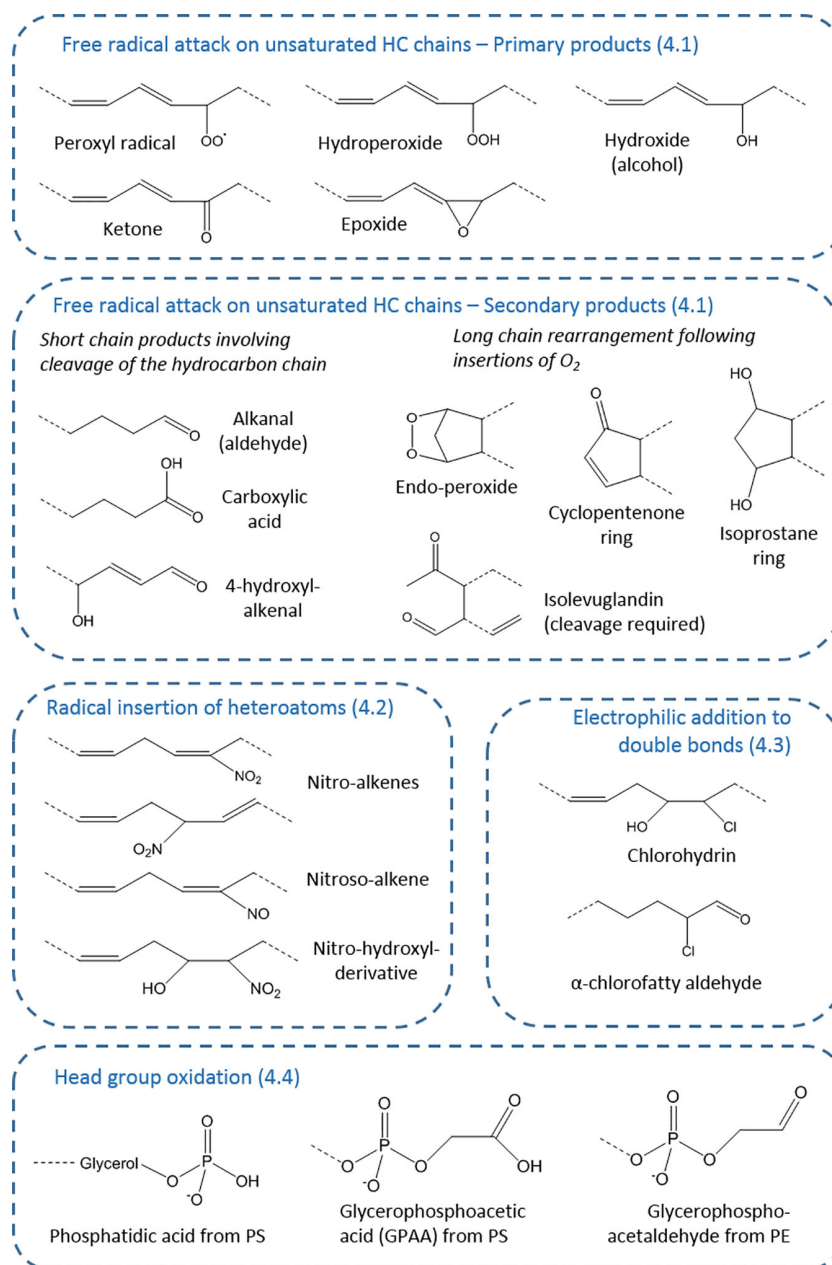 Free radical attack on unsaturated HC chains – Primary products (4.1)
Peroxyl radical
OO•
Hydroperoxide
OOH
Hydroxide
(alcohol)
OH
Ketone
O
Epoxide
O
Free radical attack on unsaturated HC chains – Secondary products (4.1)
Short chain products involving
cleavage of the hydrocarbon chain
Long chain rearrangement following
insertions of O2
Alkanal
(aldehyde)
O
OH
O
Carboxylic
acid
O
OH
4-hydroxyl-
alkenal
O
O
Endo-peroxide
O
Cyclopentenone
ring
HO
HO
Isoprostane
ring
O
O
Isolevuglandin
(cleavage required)
Radical insertion of heteroatoms (4.2)
NO2
Nitro-alkenes
O2N
Nitroso-alkene
NO
Nitro-hydroxyl-
derivative
HO
NO2
Electrophilic addition to
double bonds (4.3)
HO
Cl
Chlorohydrin
O
Cl
α-chlorofatty aldehyde
Head group oxidation (4.4)
Glycerol
O
O
P
OH
-O
Phosphatidic acid from PS
O
O
P
O
-O
O
OH
Glycerophosphoacetic
acid (GPAA) from PS
O
O
P
O
-O
O
Glycerophospho-
acetaldehyde from PE